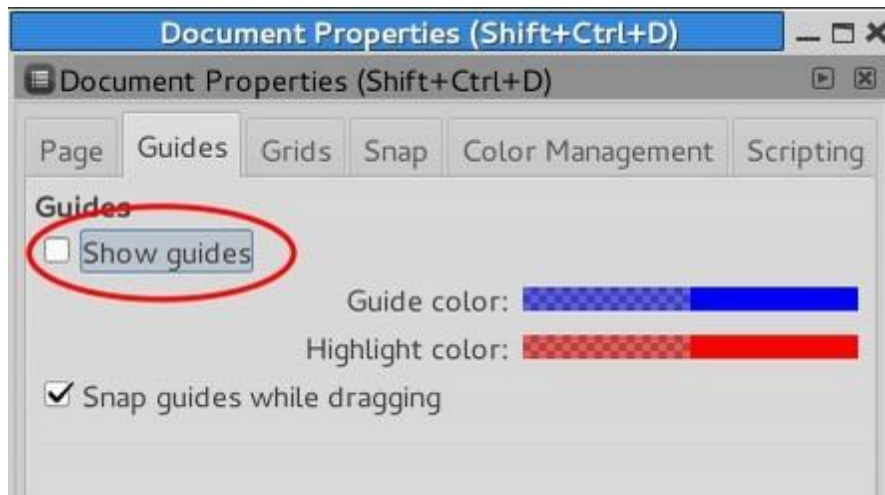 Document Properties (Shift+Ctrl+D)
Document Properties (Shift+Ctrl+D)
Page Guides Grids Snap Color Management Scripting
Guides
Show guides
Guide color:
Highlight color:
Snap guides while dragging